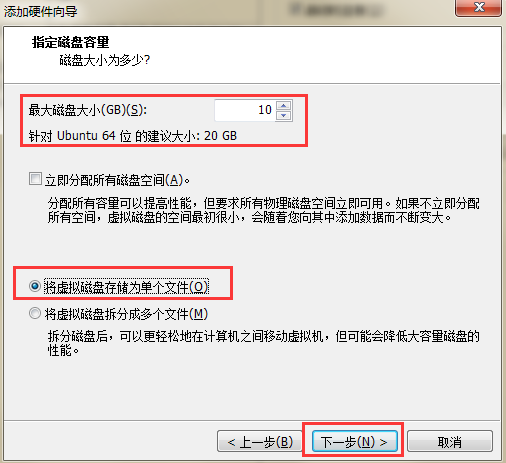 添加硬件向导
指定磁盘容量
磁盘大小为多少?
最大磁盘大小(GB)(S):
10
针对 Ubuntu 64 位 的建议大小: 20 GB
立即分配所有磁盘空间(A)。
分配所有容量可以提高性能，但要求所有物理磁盘空间立即可用。如果不立即分配
所有空间，虚拟磁盘的空间最初很小，会随着您向其中添加数据而不断变大。
将虚拟磁盘存储为单个文件(O)
将虚拟磁盘拆分成多个文件(M)
拆分磁盘后，可以更轻松地在计算机之间移动虚拟机，但可能会降低大容量磁盘的
性能。
< 上一步(B)
下一步(N) >
取消